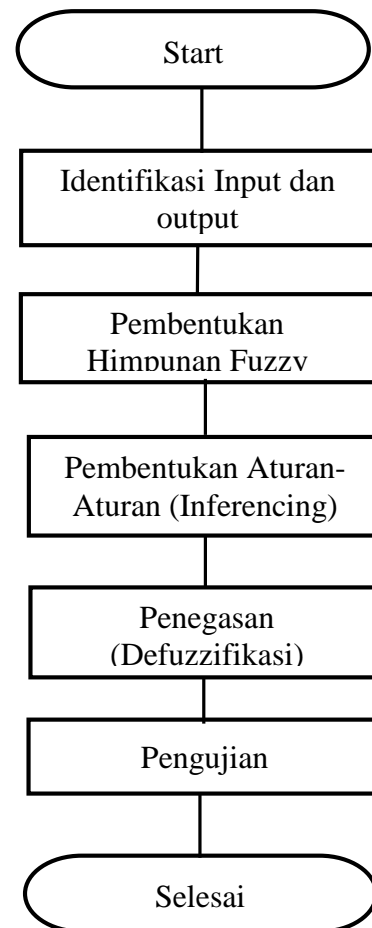 Start
Identifikasi Input dan
output
Pembentukan
Himpunan Fuzzy
Pembentukan Aturan-
Aturan (Inferencing)
Penegasan
(Defuzzifikasi)
Pengujian
Selesai